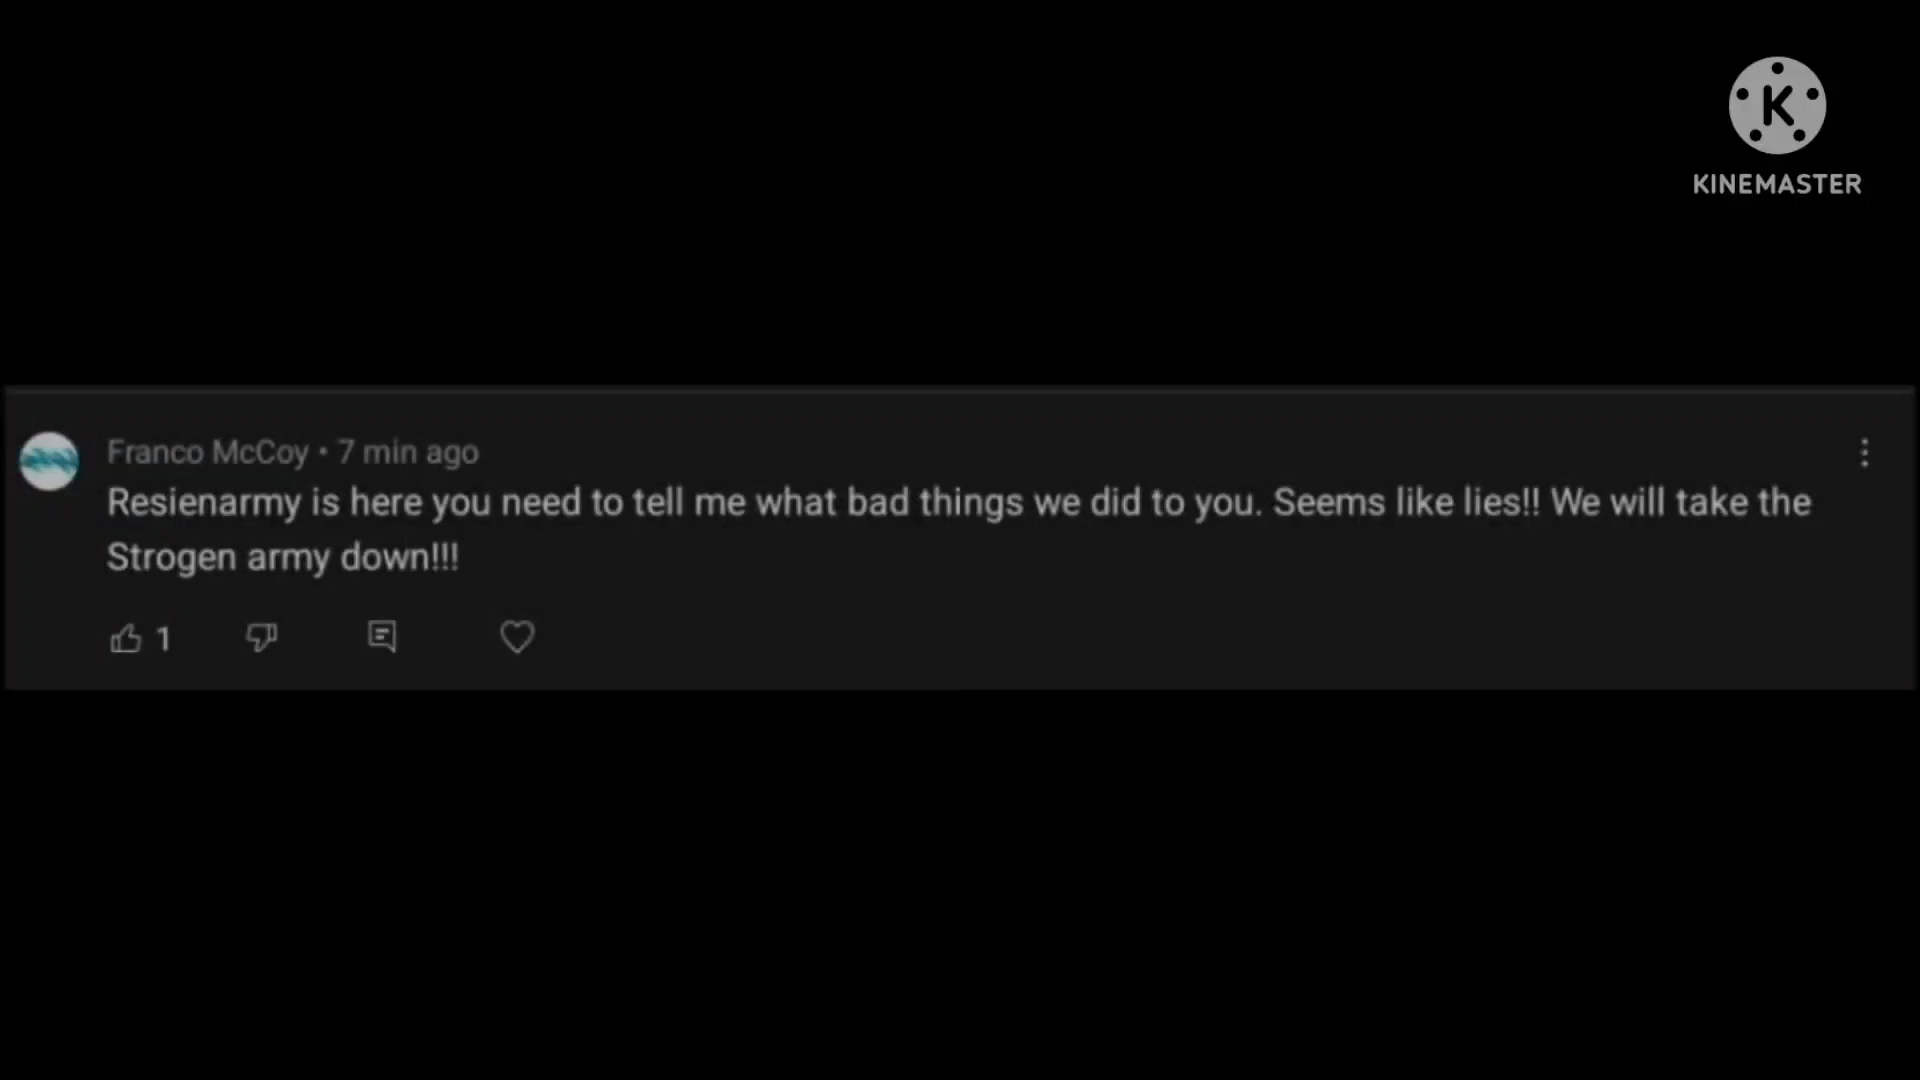 K
KINEMASTER
Franco McCoy • 7 min ago
Resienarmy is here you need to tell me what bad things we did to you. Seems like lies!! We will take the
Strogen army down!!!
1